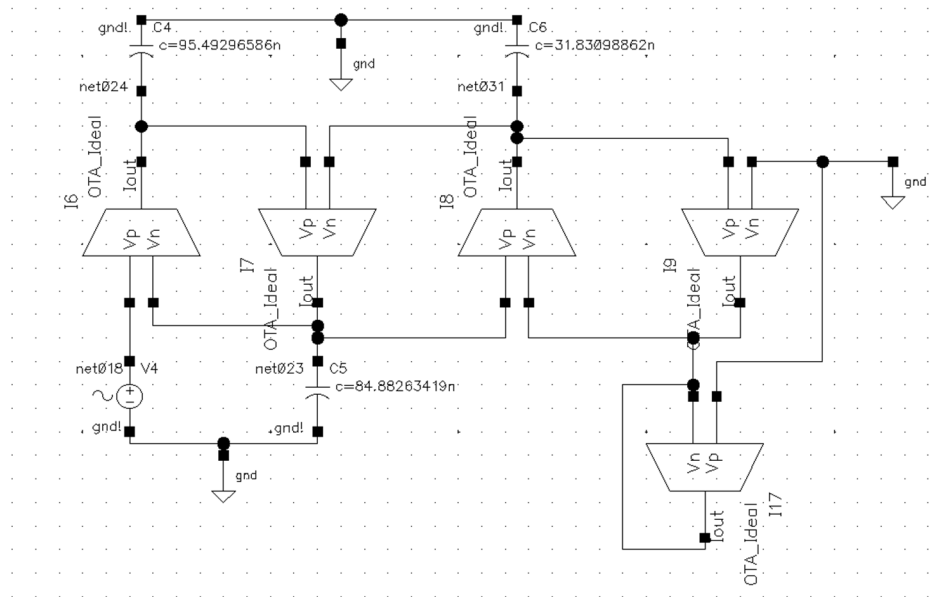 gnd! C4
c=95.49296586n
gnd
gnd! C6
c=31.83098862n
net024
net031
I6
OTA_Ideal
Iout
Vp Vn
I7
OTA_Ideal
Iout
Vp Vn
I8
OTA_Ideal
Iout
Vp Vn
I9
OTA_Ideal
Iout
Vp Vn
gnd
net018 V4
+
−
gnd!
net023 C5
c=84.88263419n
gnd!
gnd
Vn Vp
Iout
OTA_Ideal
I17